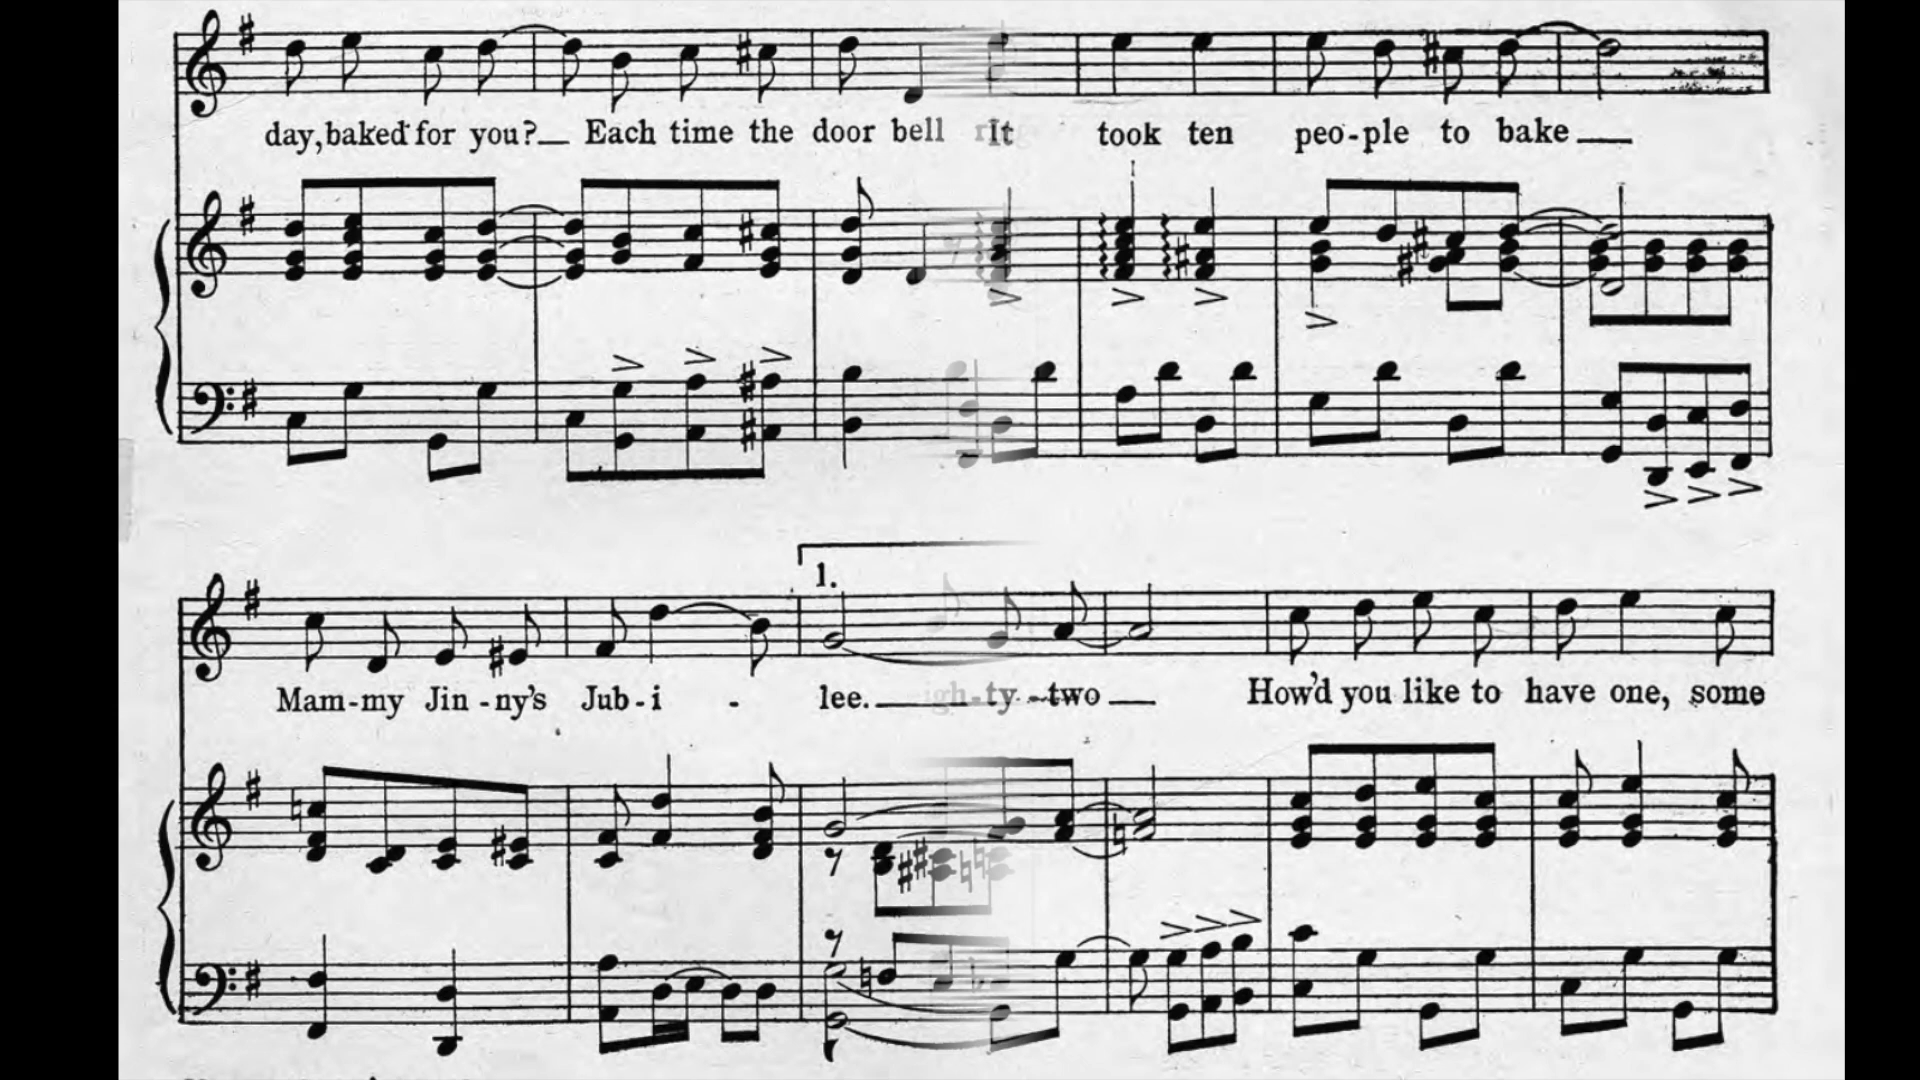 day, baked for you?_ Each time the door bell It took ten peo-ple to bake
1.
Mam-my Jin-ny's Jub-i - lee. ty-two How'd you like to have one, some